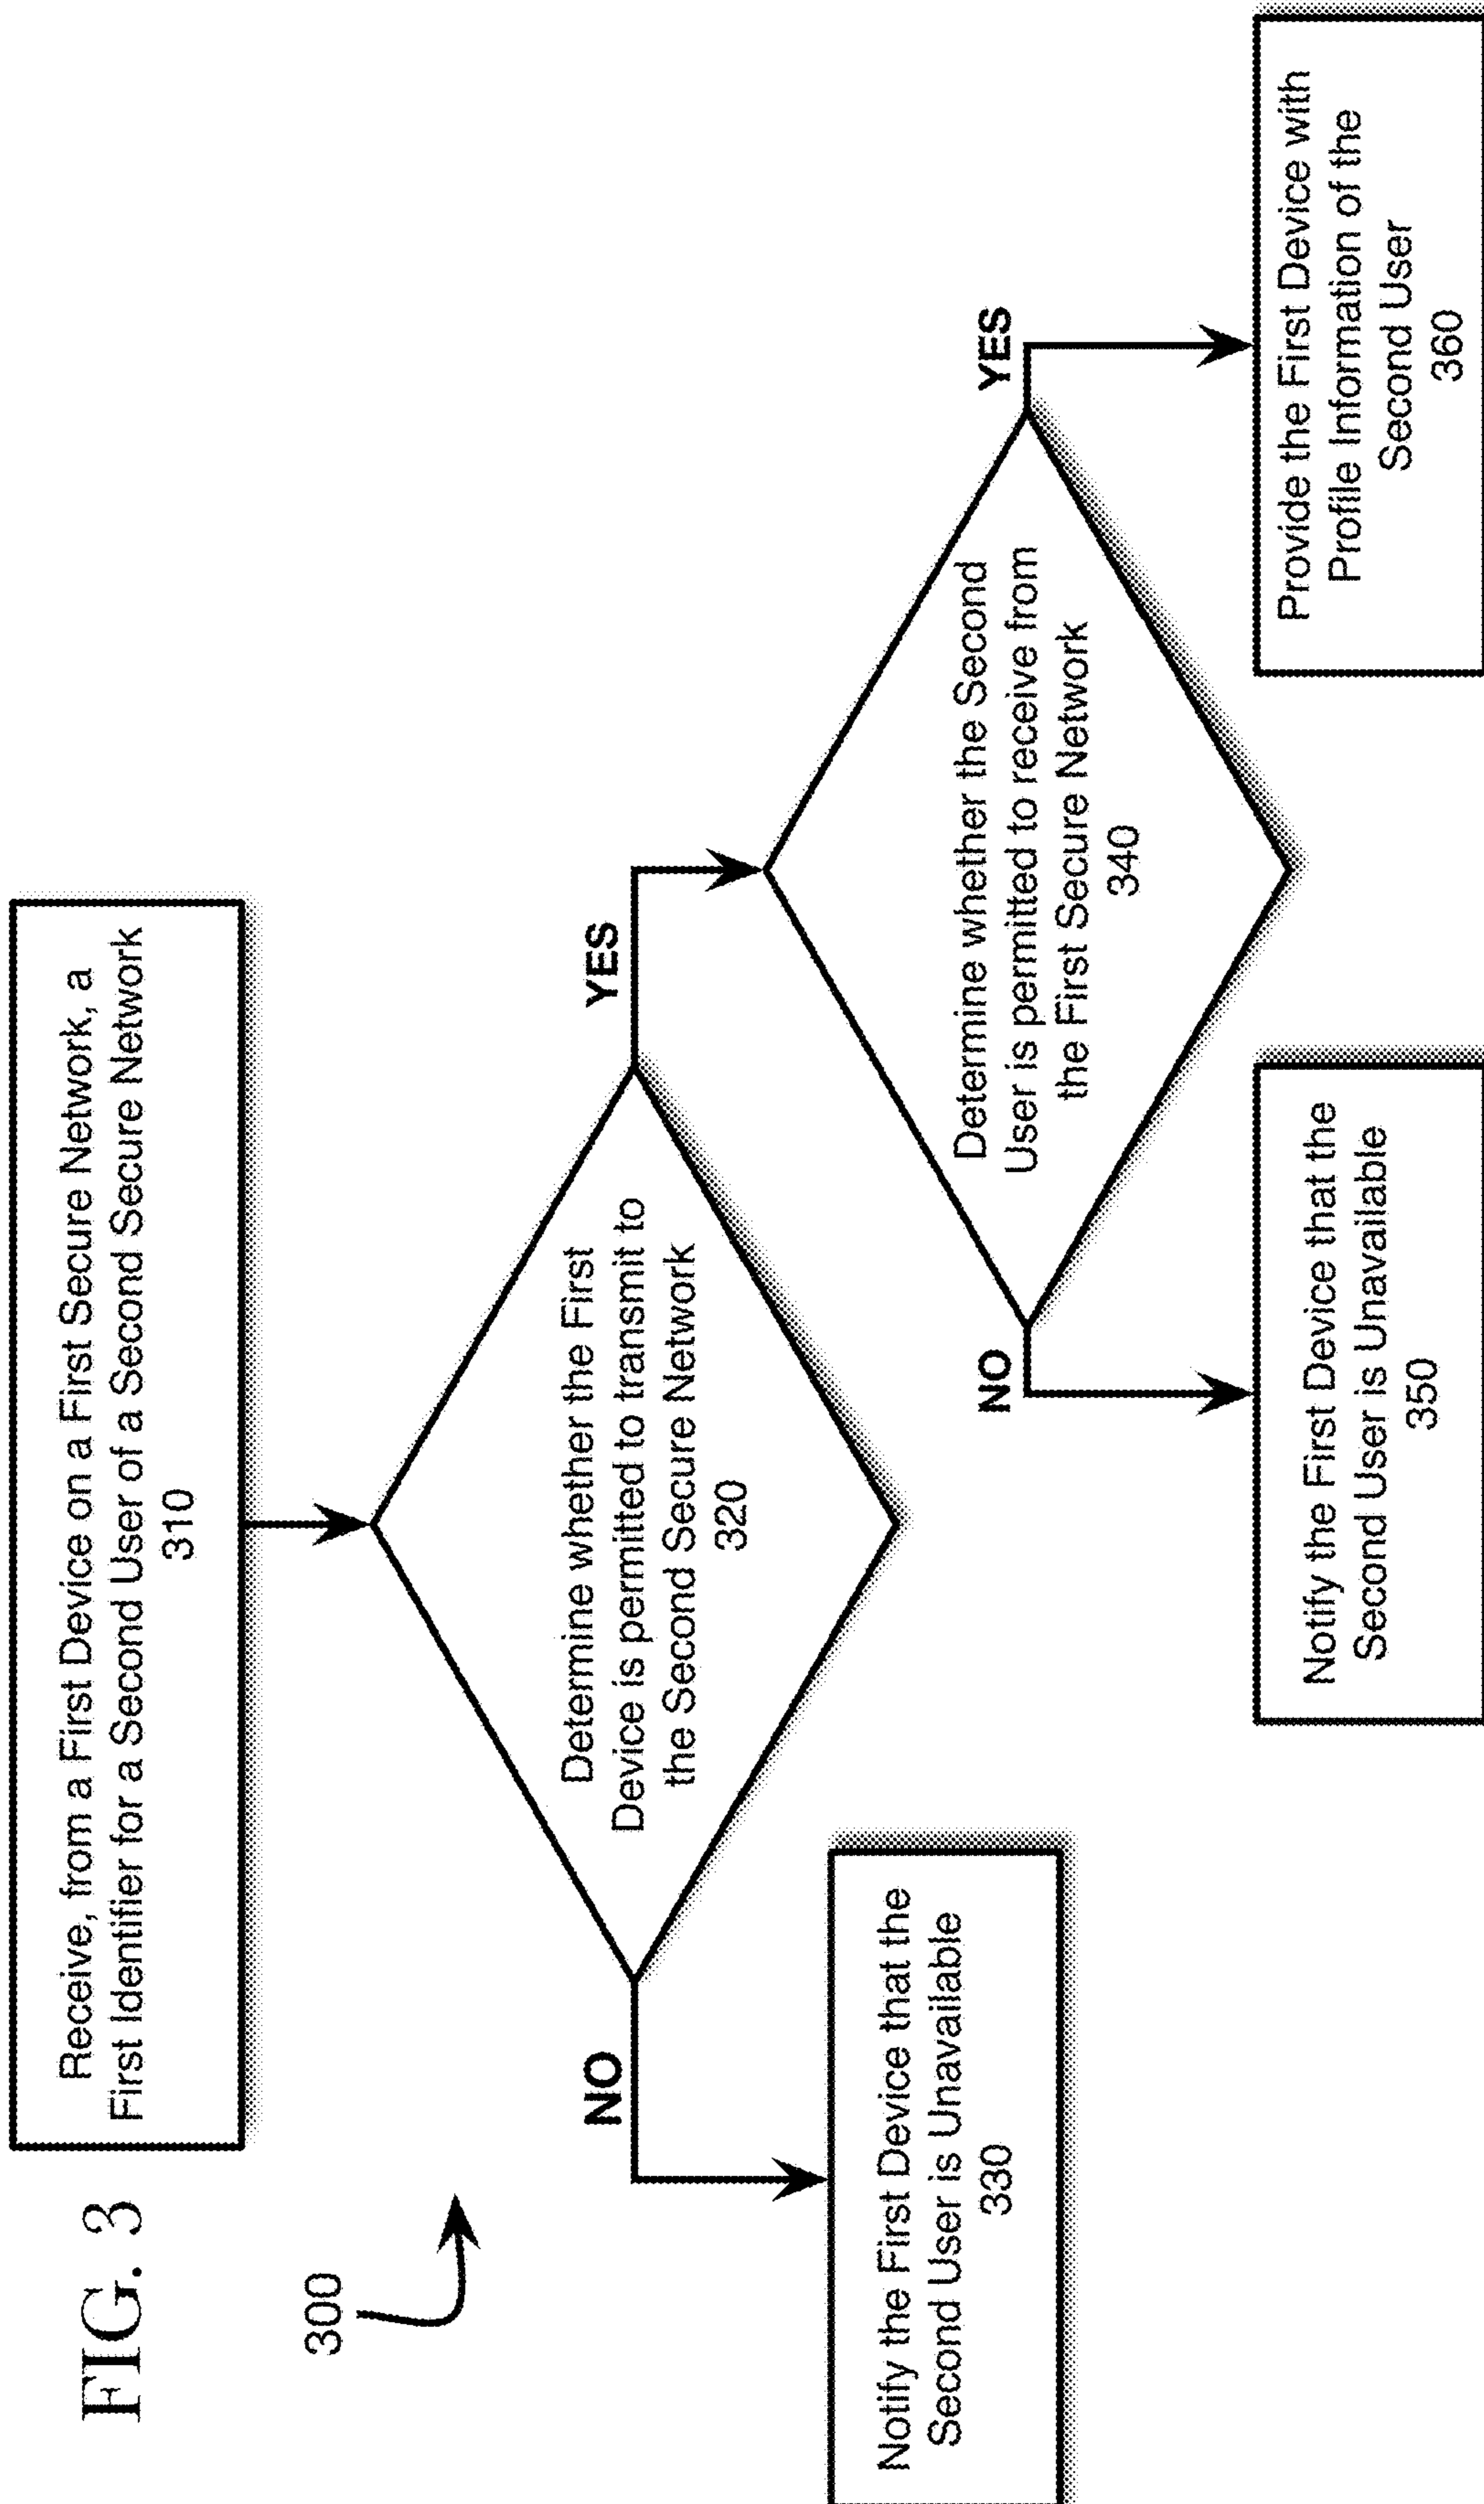 FIG. 3
300
Receive, from a First Device on a First Secure Network, a
First Identifier for a Second User of a Second Secure Network
310
Determine whether the First
Device is permitted to transmit to
the Second Secure Network
320
NO
YES
Notify the First Device that the
Second User is Unavailable
330
Determine whether the Second
User is permitted to receive from
the First Secure Network
340
NO
YES
Notify the First Device that the
Second User is Unavailable
350
Provide the First Device with
Profile Information of the
Second User
360